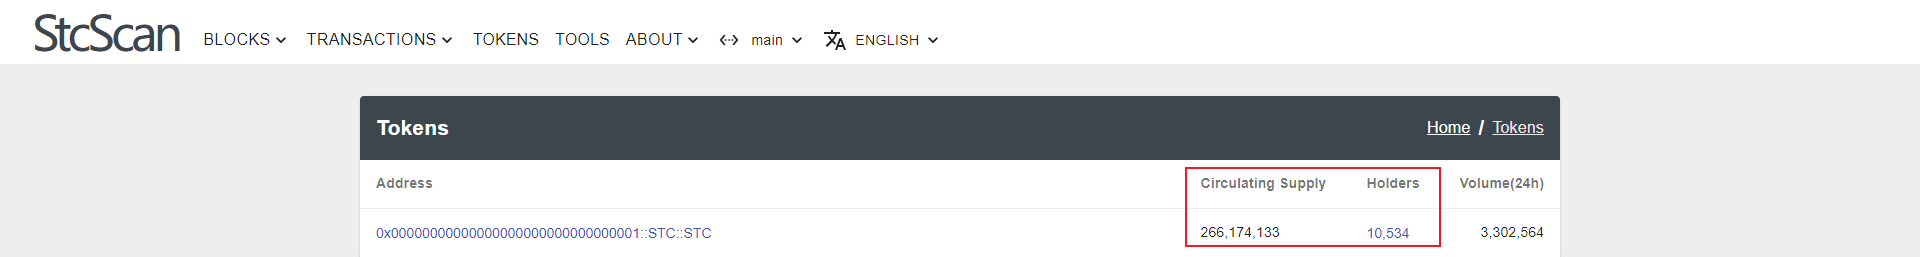 StcScan BLOCKS TRANSACTIONS TOKENS TOOLS ABOUT main ENGLISH
Tokens Home / Tokens
Address Circulating Supply Holders Volume(24h)
0x00000000000000000000000000000001::STC::STC 266,174,133 10,534 3,302,564